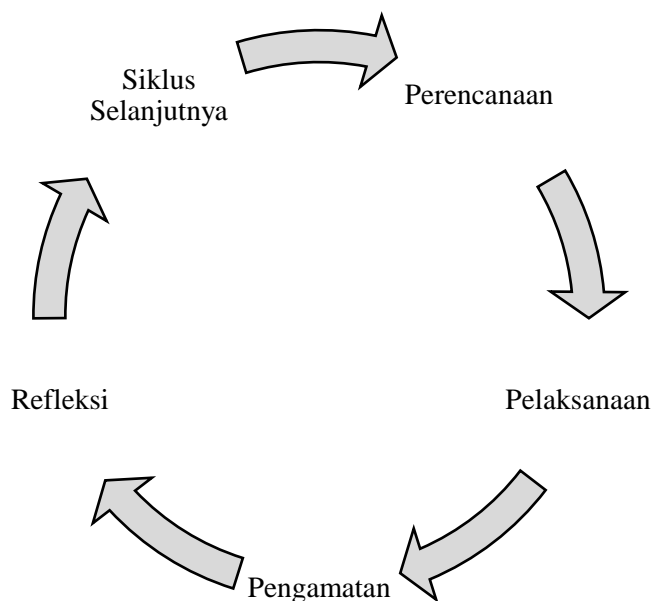 Siklus
Selanjutnya
Perencanaan
Refleksi
Pelaksanaan
Pengamatan